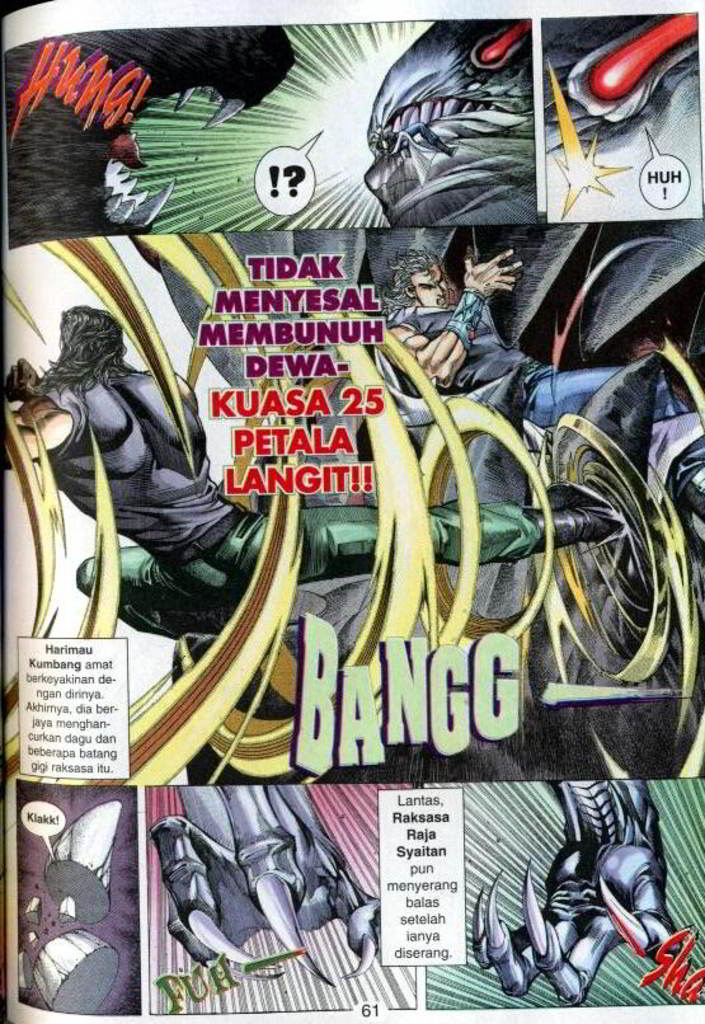 HUNG!
!?
HUH
!
TIDAK
MENYESAL
MEMBUNUH
DEWA-
KUASA 25
PETALA
LANGIT!!
Harimau
Kumbang amat
berkeyakinan de-
ngan dirinya.
Akhirnya, dia ber-
jaya menghan-
curkan dagu dan
beberapa batang
gigi raksasa itu.
BANGG
Klakk!
Lantas,
Raksasa
Raja
Syaitan
pun
menyerang
balas
setelah
ianya
diserang.
FUH
Sha
61